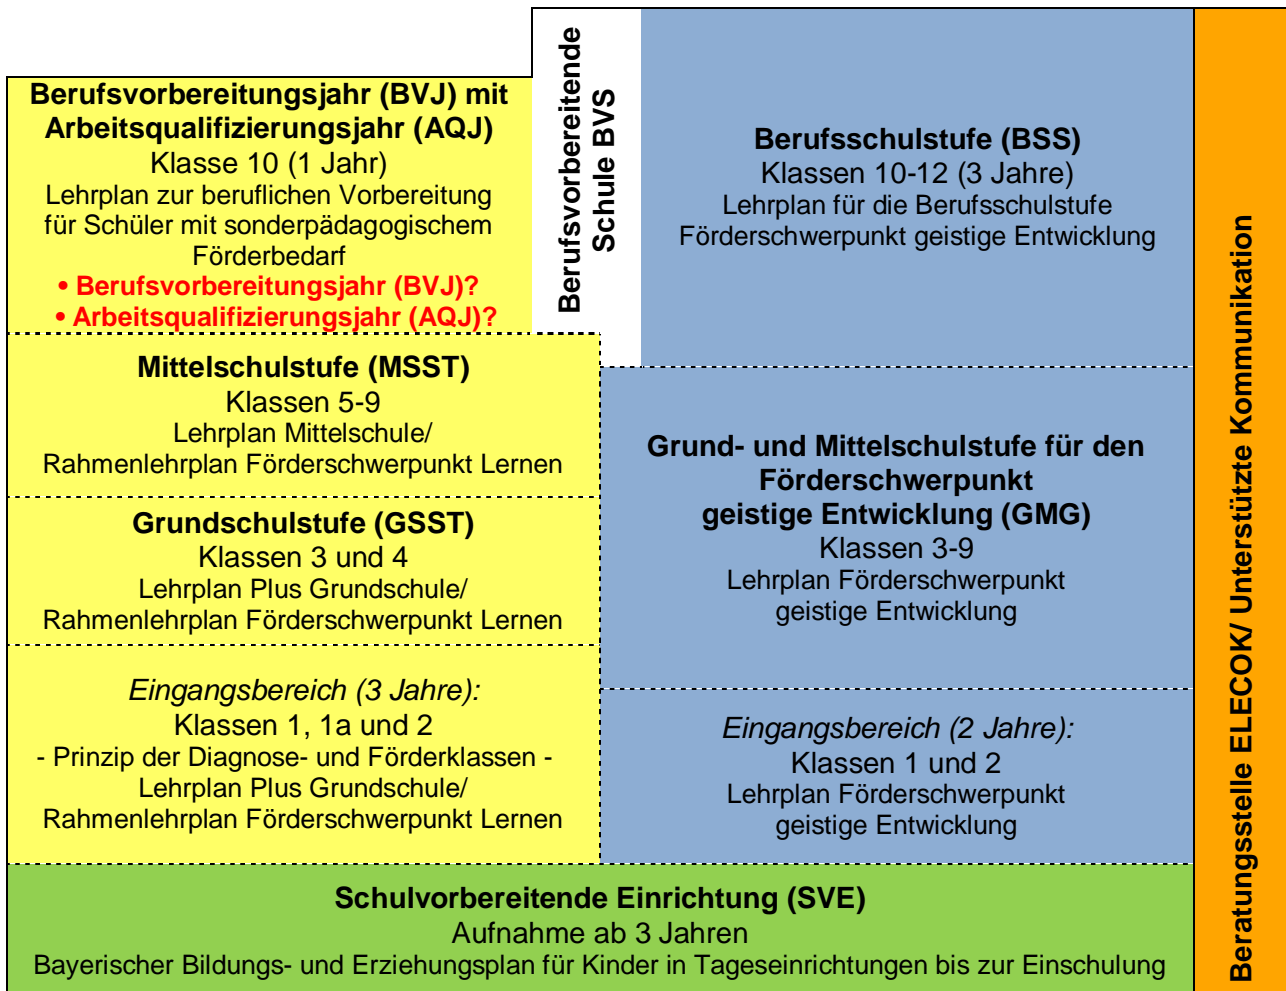 Berufsvorbereitungsjahr (BVJ) mit
Arbeitsqualifizierungsjahr (AQJ)
Klasse 10 (1 Jahr)
Lehrplan zur beruflichen Vorbereitung
für Schüler mit sonderpädagogischem
Förderbedarf
• Berufsvorbereitungsjahr (BVJ)?
• Arbeitsqualifizierungsjahr (AQJ)?
Berufsvorbereitende
Schule BVS
Berufsschulstufe (BSS)
Klassen 10-12 (3 Jahre)
Lehrplan für die Berufsschulstufe
Förderschwerpunkt geistige Entwicklung
Mittelschulstufe (MSST)
Klassen 5-9
Lehrplan Mittelschule/
Rahmenlehrplan Förderschwerpunkt Lernen
Grundschulstufe (GSST)
Klassen 3 und 4
Lehrplan Plus Grundschule/
Rahmenlehrplan Förderschwerpunkt Lernen
Grund- und Mittelschulstufe für den
Förderschwerpunkt
geistige Entwicklung (GMG)
Klassen 3-9
Lehrplan Förderschwerpunkt
geistige Entwicklung
Eingangsbereich (3 Jahre):
Klassen 1, 1a und 2
- Prinzip der Diagnose- und Förderklassen -
Lehrplan Plus Grundschule/
Rahmenlehrplan Förderschwerpunkt Lernen
Eingangsbereich (2 Jahre):
Klassen 1 und 2
Lehrplan Förderschwerpunkt
geistige Entwicklung
Schulvorbereitende Einrichtung (SVE)
Aufnahme ab 3 Jahren
Bayerischer Bildungs- und Erziehungsplan für Kinder in Tageseinrichtungen bis zur Einschulung
Beratungsstelle ELECOK/ Unterstützte Kommunikation